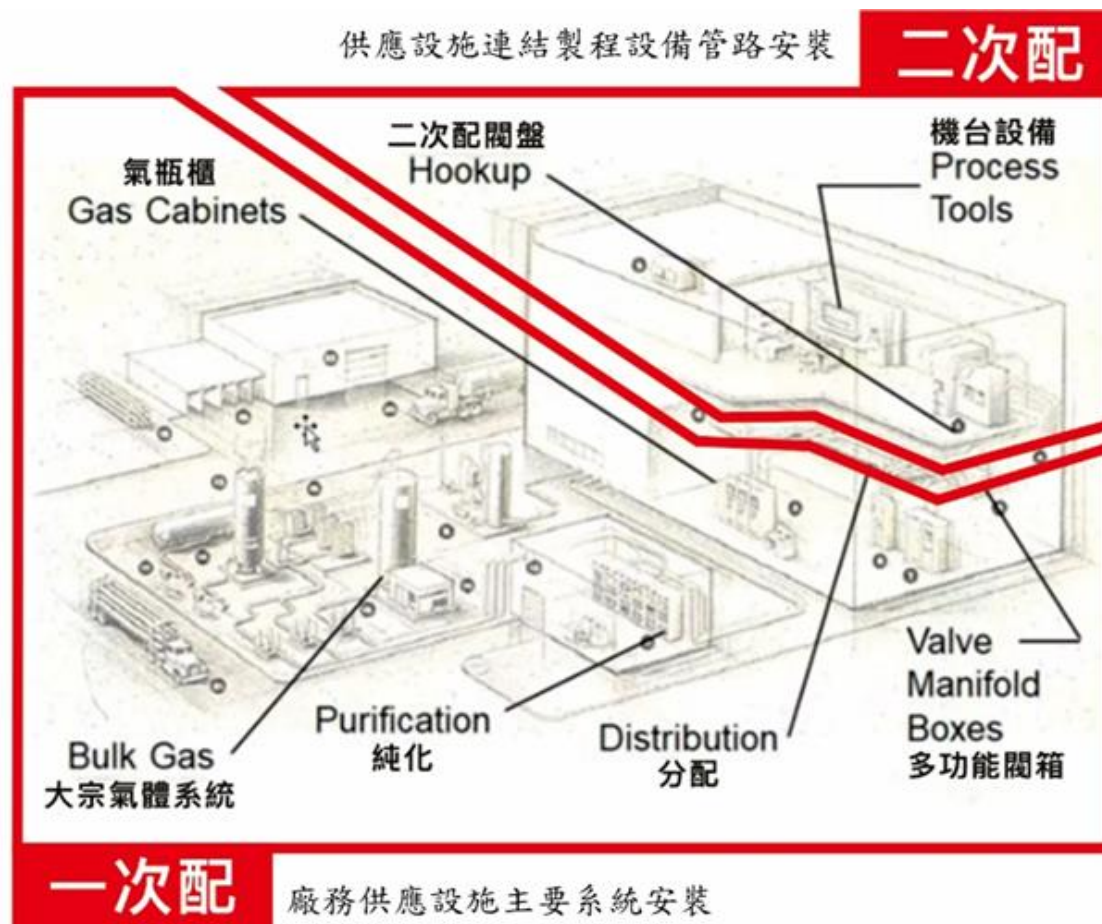 供應設施連結製程設備管路安裝
二次配
二次配閥盤
Hookup
機台設備
Process
Tools
氣瓶櫃
Gas Cabinets
Valve
Manifold
Boxes
多功能閥箱
Purification
純化
Distribution
分配
Bulk Gas
大宗氣體系統
一次配
廠務供應設施主要系統安裝